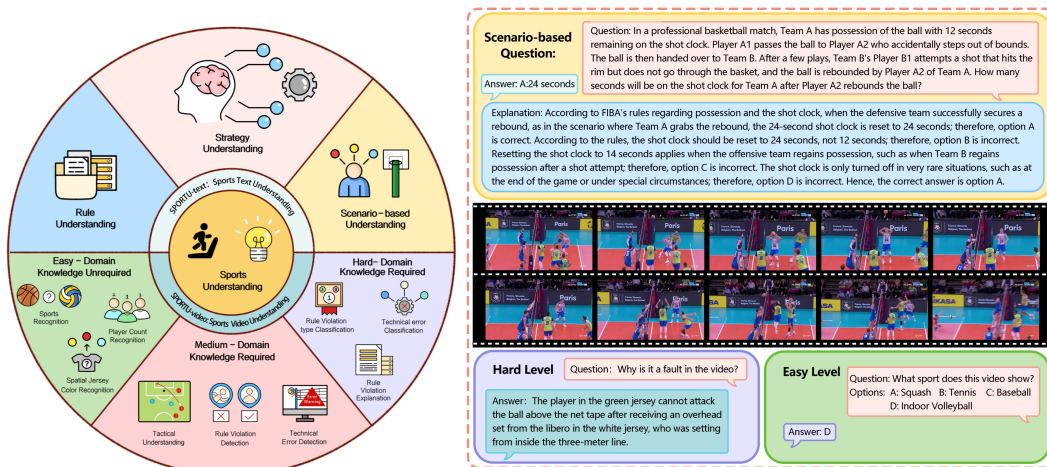 Strategy
Understanding
Rule
Understanding
Scenario-based
Understanding
SPORTU-text: Sports Text Understanding
Sports
Understanding
SPORTU-video: Sports Video Understanding
Easy – Domain
Knowledge Unrequired
Sports
Recognition
Player Count
Recognition
Spatial Jersey
Color Recognition
Medium – Domain
Knowledge Required
Tactical
Understanding
Rule Violation
Detection
Technical
Error Detection
Hard– Domain
Knowledge Required
Rule Violation
type Classification
Technical error
Classification
Rule
Violation
Explanation
Scenario-based
Question:
Answer: A:24 seconds
Question: In a professional basketball match, Team A has possession of the ball with 12 seconds
remaining on the shot clock. Player A1 passes the ball to Player A2 who accidentally steps out of bounds.
The ball is then handed over to Team B. After a few plays, Team B's Player B1 attempts a shot that hits the
rim but does not go through the basket, and the ball is rebounded by Player A2 of Team A. How many
seconds will be on the shot clock for Team A after Player A2 rebounds the ball?
Explanation: According to FIBA's rules regarding possession and the shot clock, when the defensive team successfully secures a
rebound, as in the scenario where Team A grabs the rebound, the 24-second shot clock is reset to 24 seconds; therefore, option A
is correct. According to the rules, the shot clock should be reset to 24 seconds, not 12 seconds; therefore, option B is incorrect.
Resetting the shot clock to 14 seconds applies when the offensive team regains possession, such as when Team B regains
possession after a shot attempt; therefore, option C is incorrect. The shot clock is only turned off in very rare situations, such as at
the end of the game or under special circumstances; therefore, option D is incorrect. Hence, the correct answer is option A.
Paris
Paris
Paris
Paris
Paris
Paris
Hard Level
Question: Why is it a fault in the video?
Answer: The player in the green jersey cannot attack
the ball above the net tape after receiving an overhead
set from the libero in the white jersey, who was setting
from inside the three-meter line.
Easy Level
Question: What sport does this video show?
Options: A: Squash B: Tennis C: Baseball
D: Indoor Volleyball
Answer: D